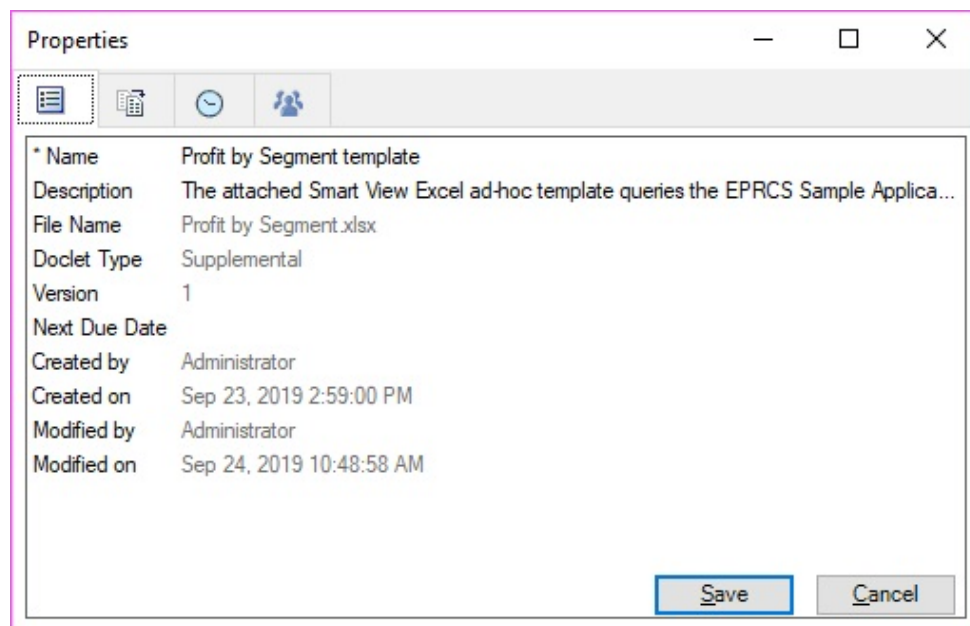 Properties
* Name Profit by Segment template
Description The attached Smart View Excel ad-hoc template queries the EPRCS Sample Applica...
File Name Profit by Segment.xlsx
Doclet Type Supplemental
Version 1
Next Due Date
Created by Administrator
Created on Sep 23, 2019 2:59:00 PM
Modified by Administrator
Modified on Sep 24, 2019 10:48:58 AM
Save Cancel